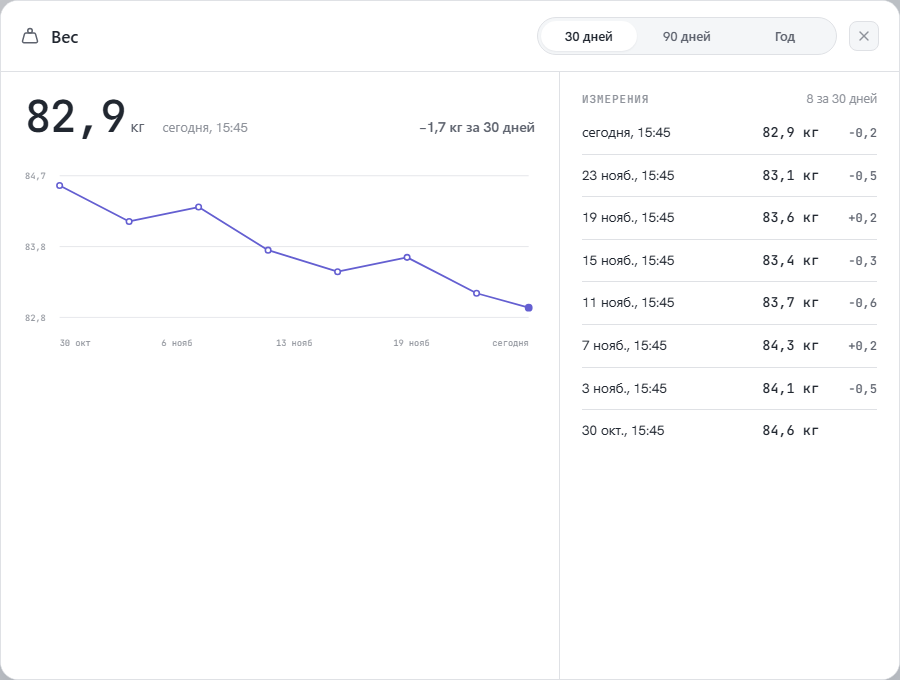 Вес
30 дней
90 дней
Год
82,9 кг сегодня, 15:45
−1,7 кг за 30 дней
84,7
83,8
82,8
30 окт
6 нояб
13 нояб
19 нояб
сегодня
ИЗМЕРЕНИЯ
8 за 30 дней
сегодня, 15:45 82,9 кг -0,2
23 нояб., 15:45 83,1 кг -0,5
19 нояб., 15:45 83,6 кг +0,2
15 нояб., 15:45 83,4 кг -0,3
11 нояб., 15:45 83,7 кг -0,6
7 нояб., 15:45 84,3 кг +0,2
3 нояб., 15:45 84,1 кг -0,5
30 окт., 15:45 84,6 кг